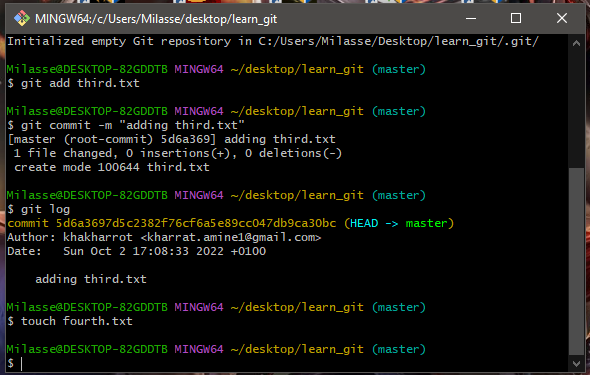 MINGW64:/c/Users/Milasse/desktop/learn_git
Initialized empty Git repository in C:/Users/Milasse/Desktop/learn_git/.git/
Milasse@DESKTOP-82GDDTB MINGW64 ~/desktop/learn_git (master)
$ git add third.txt
Milasse@DESKTOP-82GDDTB MINGW64 ~/desktop/learn_git (master)
$ git commit -m "adding third.txt"
[master (root-commit) 5d6a369] adding third.txt
1 file changed, 0 insertions(+), 0 deletions(-)
create mode 100644 third.txt
Milasse@DESKTOP-82GDDTB MINGW64 ~/desktop/learn_git (master)
$ git log
commit 5d6a3697d5c2382f76cf6a5e89cc047db9ca30bc (HEAD -> master)
Author: khakharrot <kharrat.amine1@gmail.com>
Date:   Sun Oct 2 17:08:33 2022 +0100
adding third.txt
Milasse@DESKTOP-82GDDTB MINGW64 ~/desktop/learn_git (master)
$ touch fourth.txt
Milasse@DESKTOP-82GDDTB MINGW64 ~/desktop/learn_git (master)
$